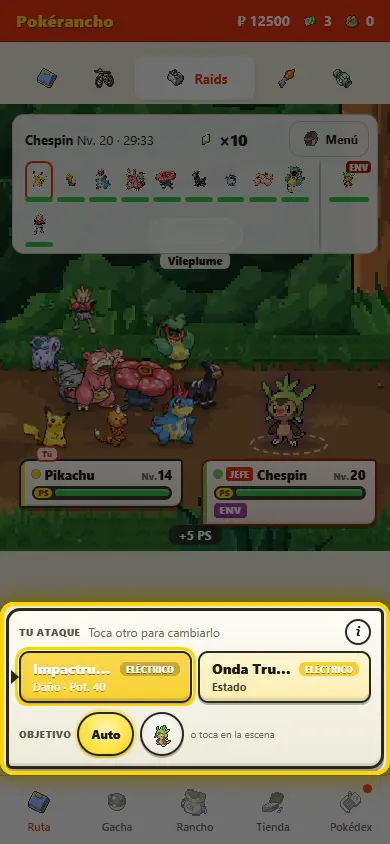 Pokérancho ₽ 12500 3 0
Raids
Chespin Nv. 20 · 29:33 ×10 Menú
ENV
Vileplume
+5
Tú
Pikachu Nv.14
PS
JEFE Chespin Nv.20
PS
ENV
+5 PS
TU ATAQUE Toca otro para cambiarlo i
Impactru... ELÉCTRICO
Daño · Pot. 40
Onda Tru... ELÉCTRICO
Estado
OBJETIVO Auto o toca en la escena
Ruta Gacha Rancho Tienda Pokédex